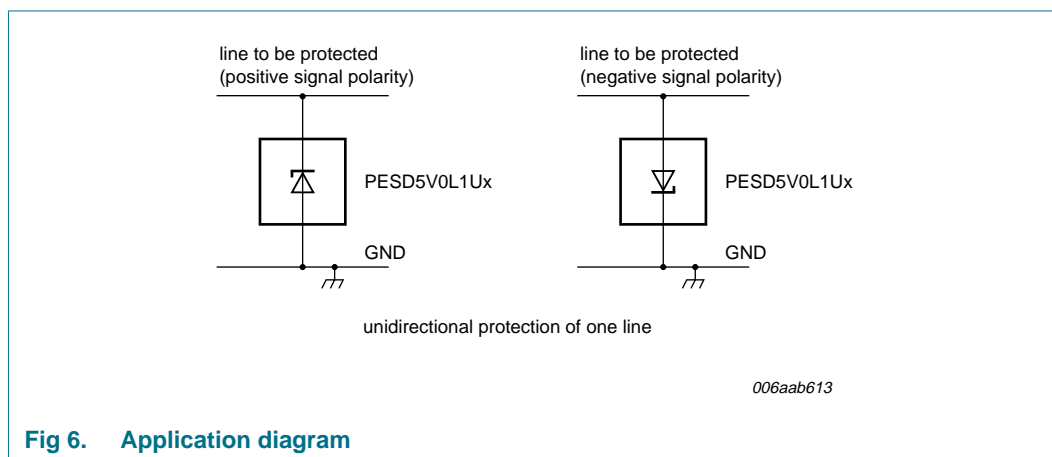 line to be protected
(positive signal polarity)
PESD5V0L1Ux
GND
line to be protected
(negative signal polarity)
PESD5V0L1Ux
GND
unidirectional protection of one line
006aab613
Fig 6. Application diagram